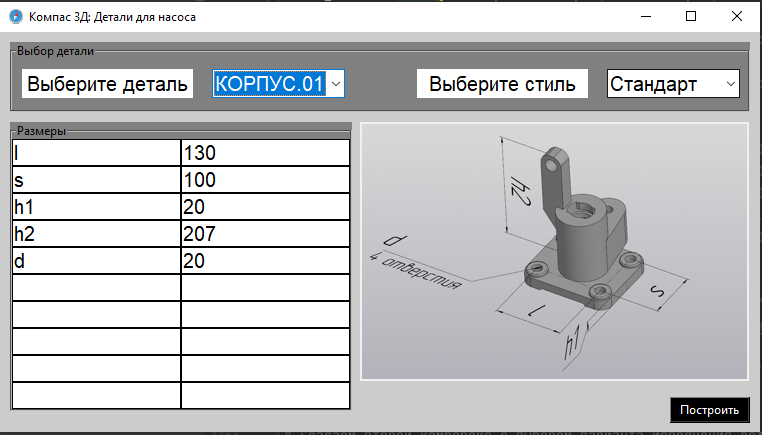 Компас 3Д: Детали для насоса
Выбор детали
Выберите деталь
КОРПУС.01
Выберите стиль
Стандарт
Размеры
l 130
s 100
h1 20
h2 207
d 20
h2
d
4 отверстия
l
h1
s
Построить